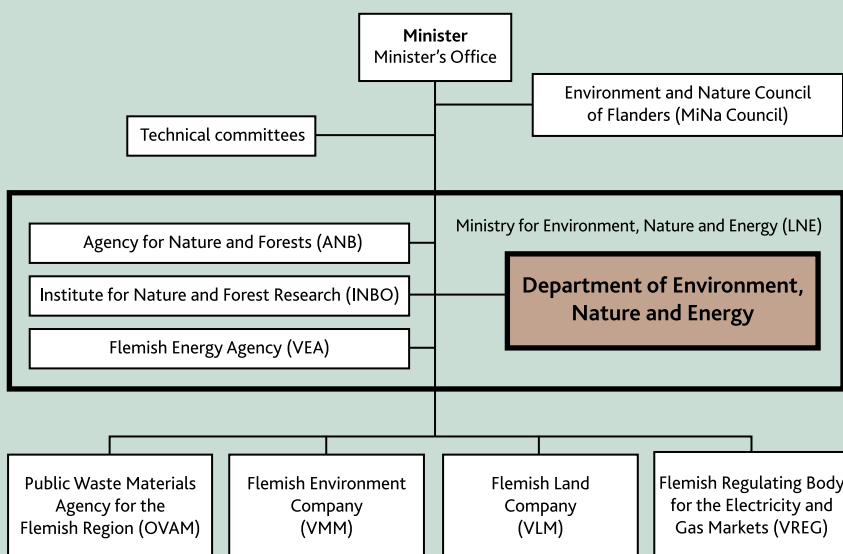 Minister
Minister's Office
Environment and Nature Council
of Flanders (MiNa Council)
Technical committees
Ministry for Environment, Nature and Energy (LNE)
Agency for Nature and Forests (ANB)
Institute for Nature and Forest Research (INBO)
Flemish Energy Agency (VEA)
Department of Environment,
Nature and Energy
Public Waste Materials
Agency for the
Flemish Region (OVAM)
Flemish Environment
Company
(VMM)
Flemish Land
Company
(VLM)
Flemish Regulating Body
for the Electricity and
Gas Markets (VREG)